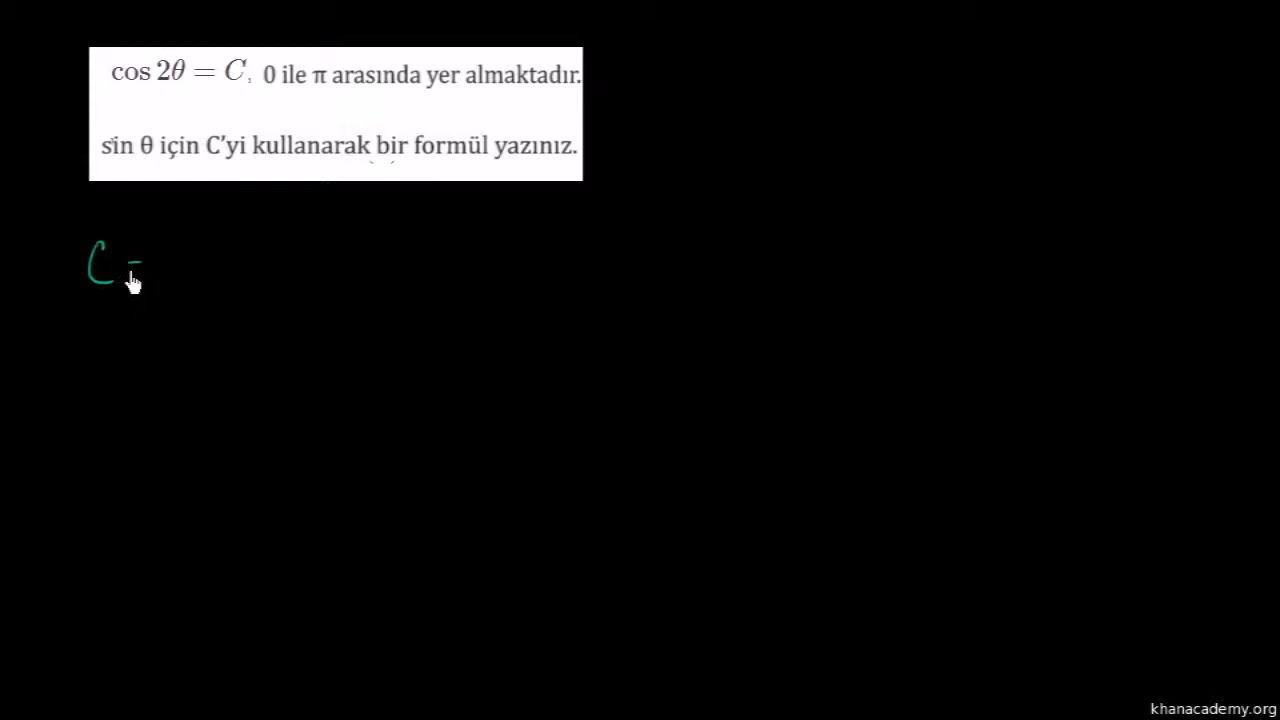 cos 2θ = C, 0 ile π arasında yer almaktadır.
sin θ için C'yi kullanarak bir formül yazınız.
C -
khanacademy.org